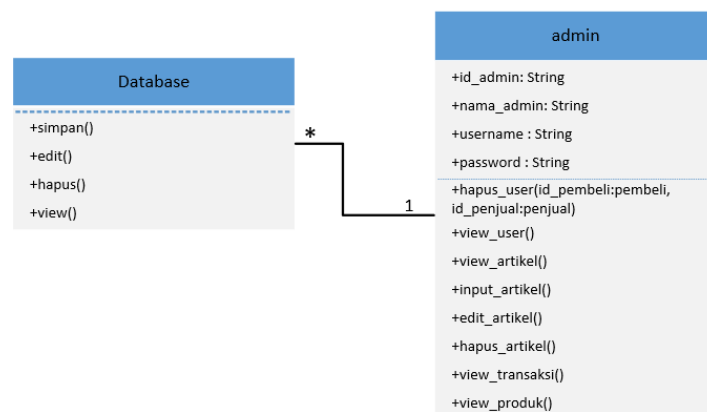 Database
+simpan()
+edit()
+hapus()
+view()
*
1
admin
+id_admin: String
+nama_admin: String
+username : String
+password : String
+hapus_user(id_pembeli:pembeli,
id_penjual:penjual)
+view_user()
+view_artikel()
+input_artikel()
+edit_artikel()
+hapus_artikel()
+view_transaksi()
+view_produk()